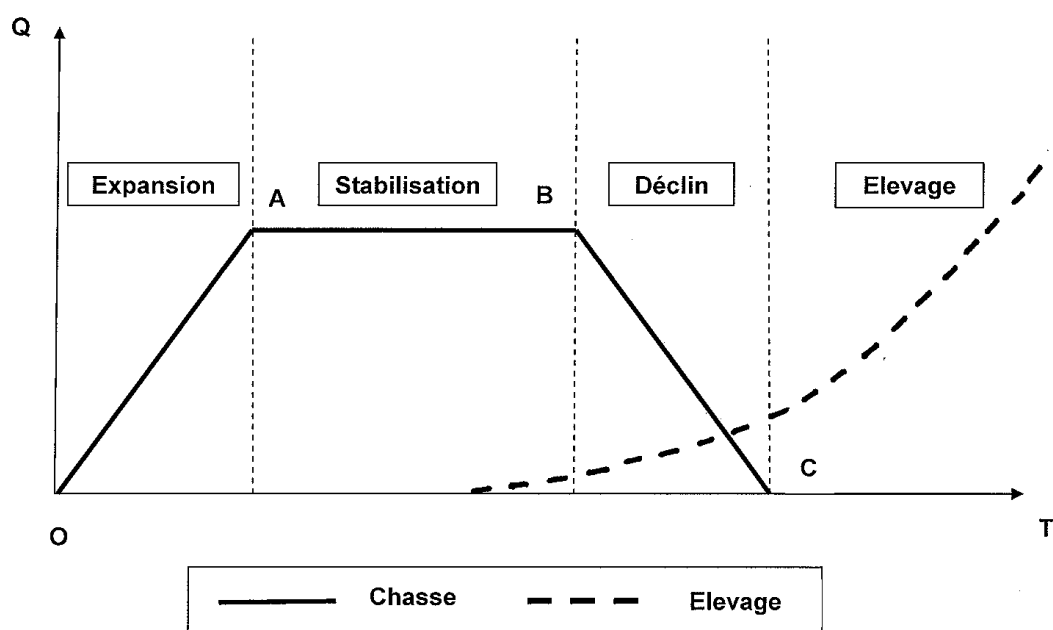 Q
Expansion
Stabilisation
Déclin
Elevage
A
B
C
O
T
Chasse
Elevage